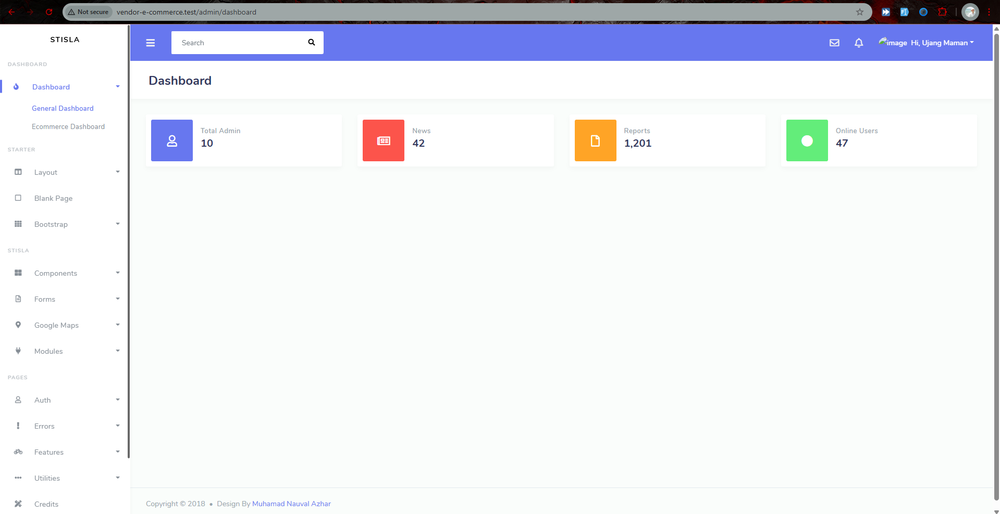 Not secure
vendor-e-commerce.test/admin/dashboard
STISLA
DASHBOARD
Dashboard
General Dashboard
Ecommerce Dashboard
STARTER
Layout
Blank Page
Bootstrap
STISLA
Components
Forms
Google Maps
Modules
PAGES
Auth
Errors
Features
Utilities
Credits
Search
image Hi, Ujang Maman
Dashboard
Total Admin
10
News
42
Reports
1,201
Online Users
47
Copyright © 2018 • Design By Muhamad Nauval Azhar